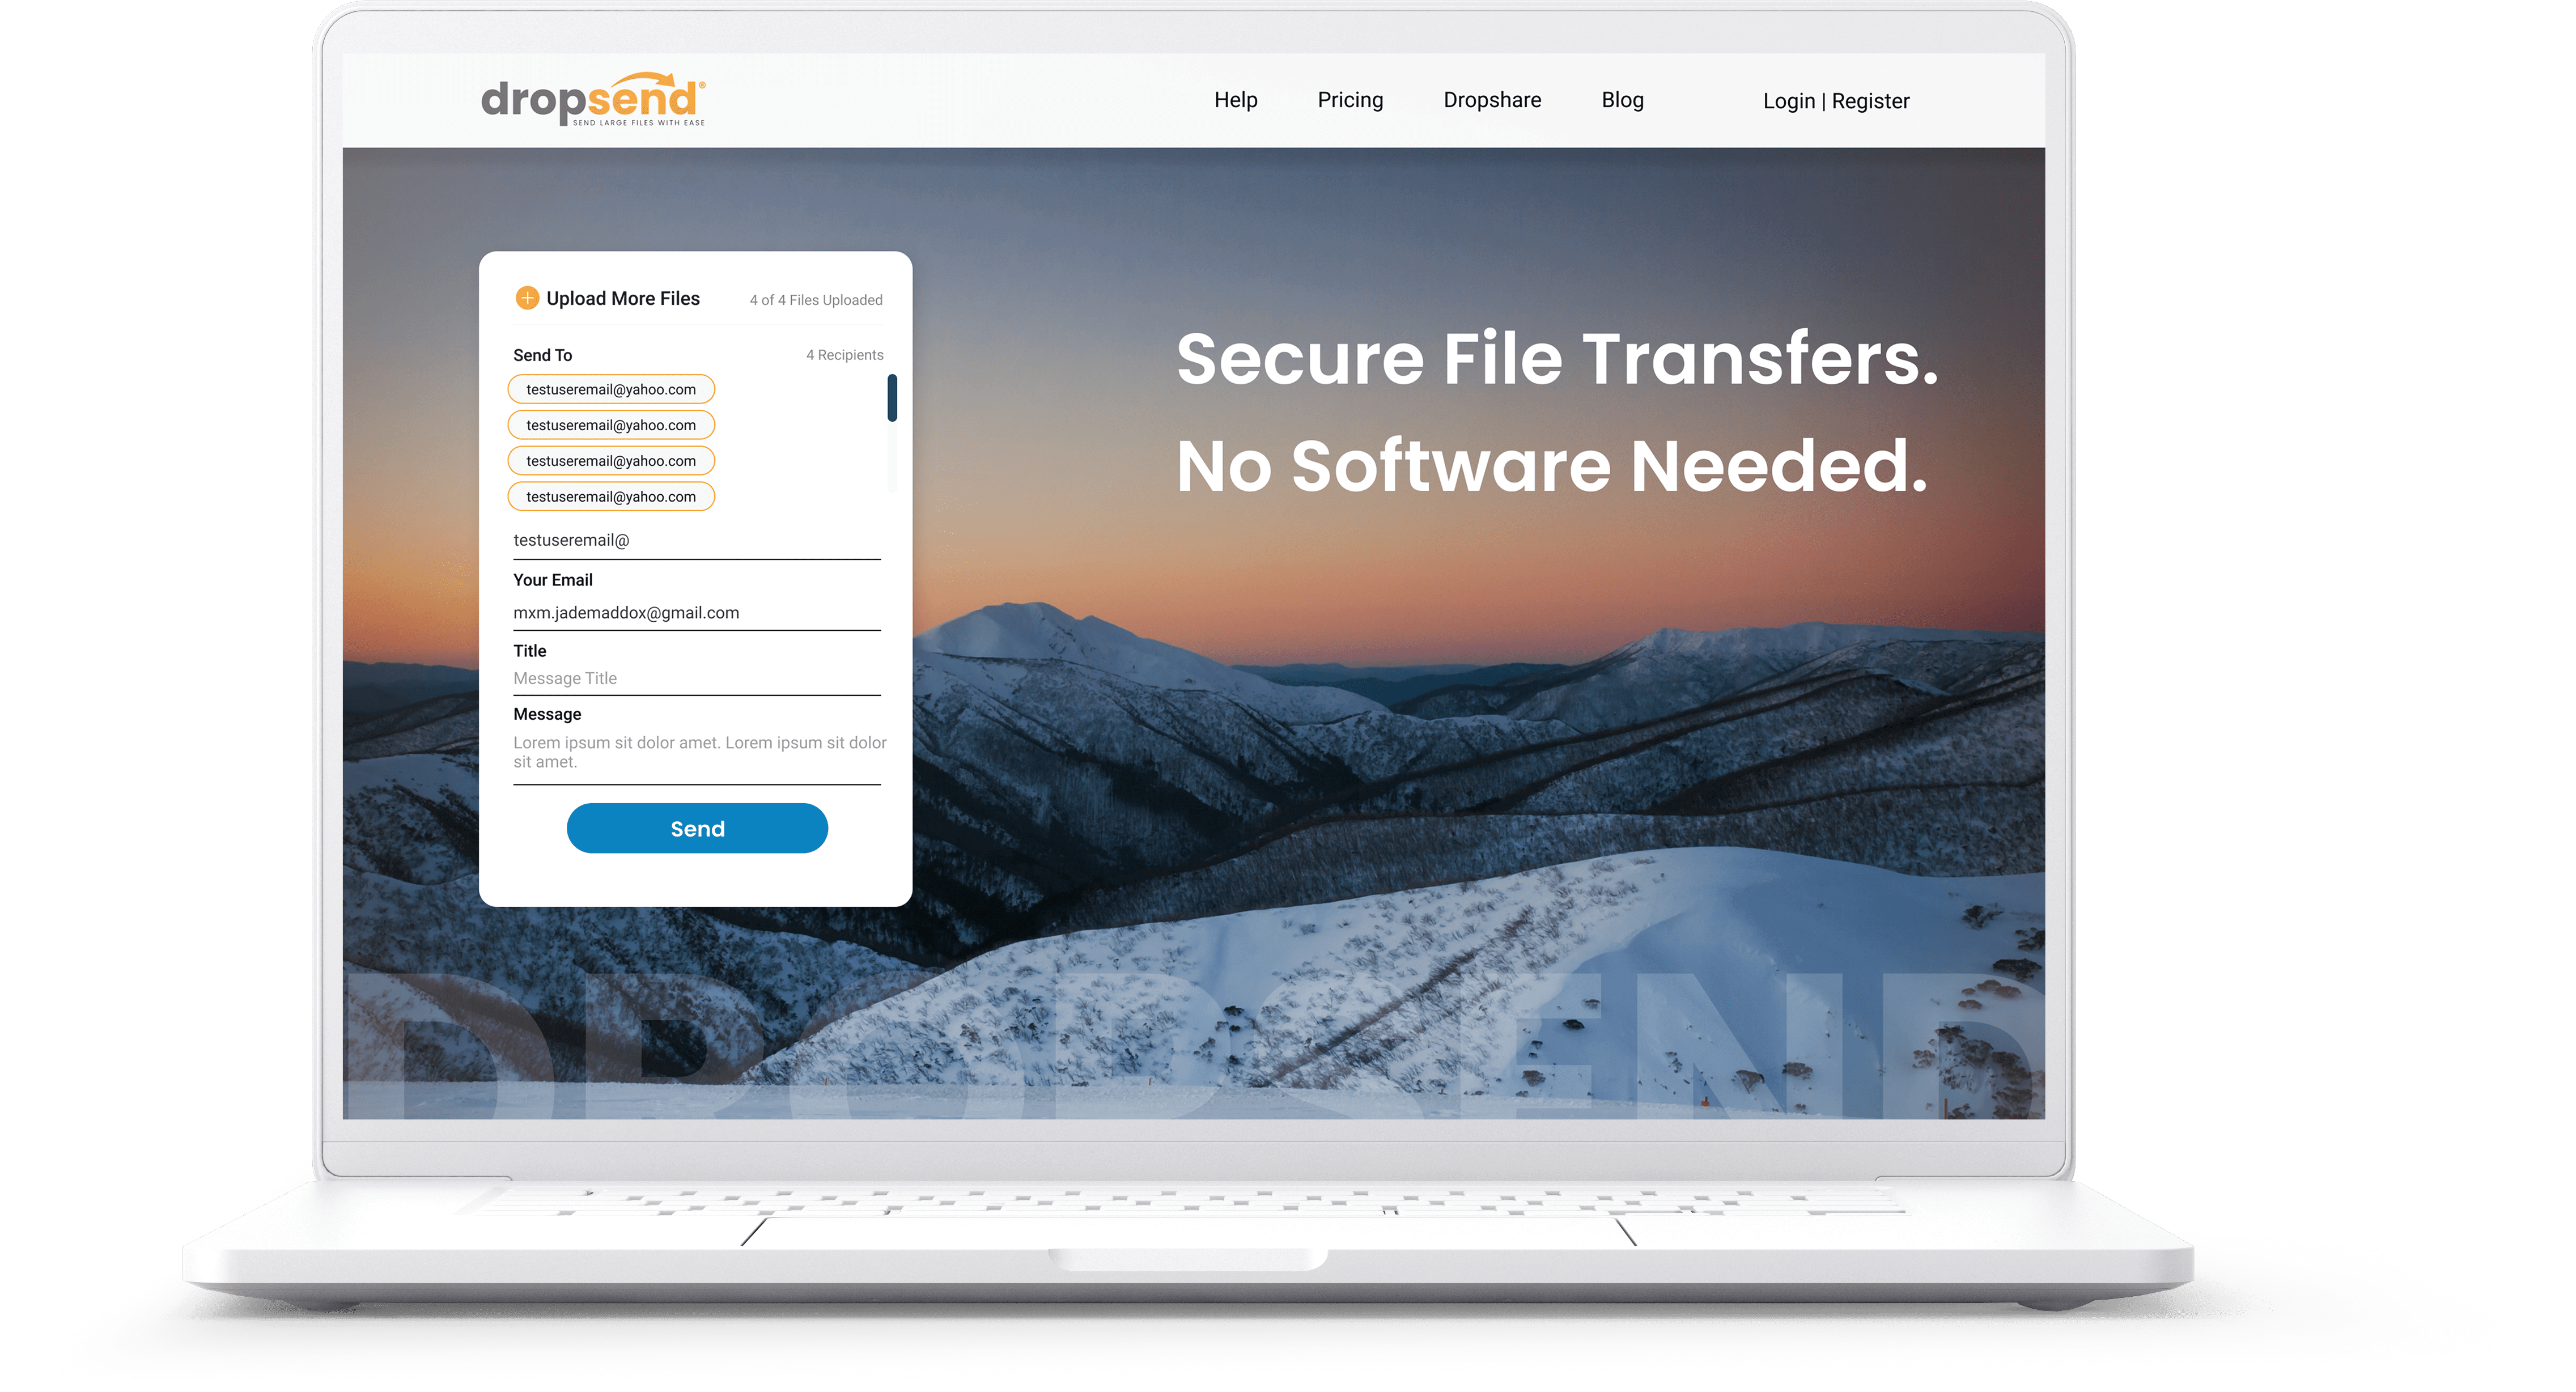 dropsend®
SEND LARGE FILES WITH EASE
Help Pricing Dropshare Blog Login | Register
Upload More Files 4 of 4 Files Uploaded
Send To 4 Recipients
testuseremail@yahoo.com
testuseremail@yahoo.com
testuseremail@yahoo.com
testuseremail@yahoo.com
testuseremail@
Your Email
mxm.jademaddox@gmail.com
Title
Message Title
Message
Lorem ipsum sit dolor amet. Lorem ipsum sit dolor
sit amet.
Send
Secure File Transfers.
No Software Needed.
DROPSEND